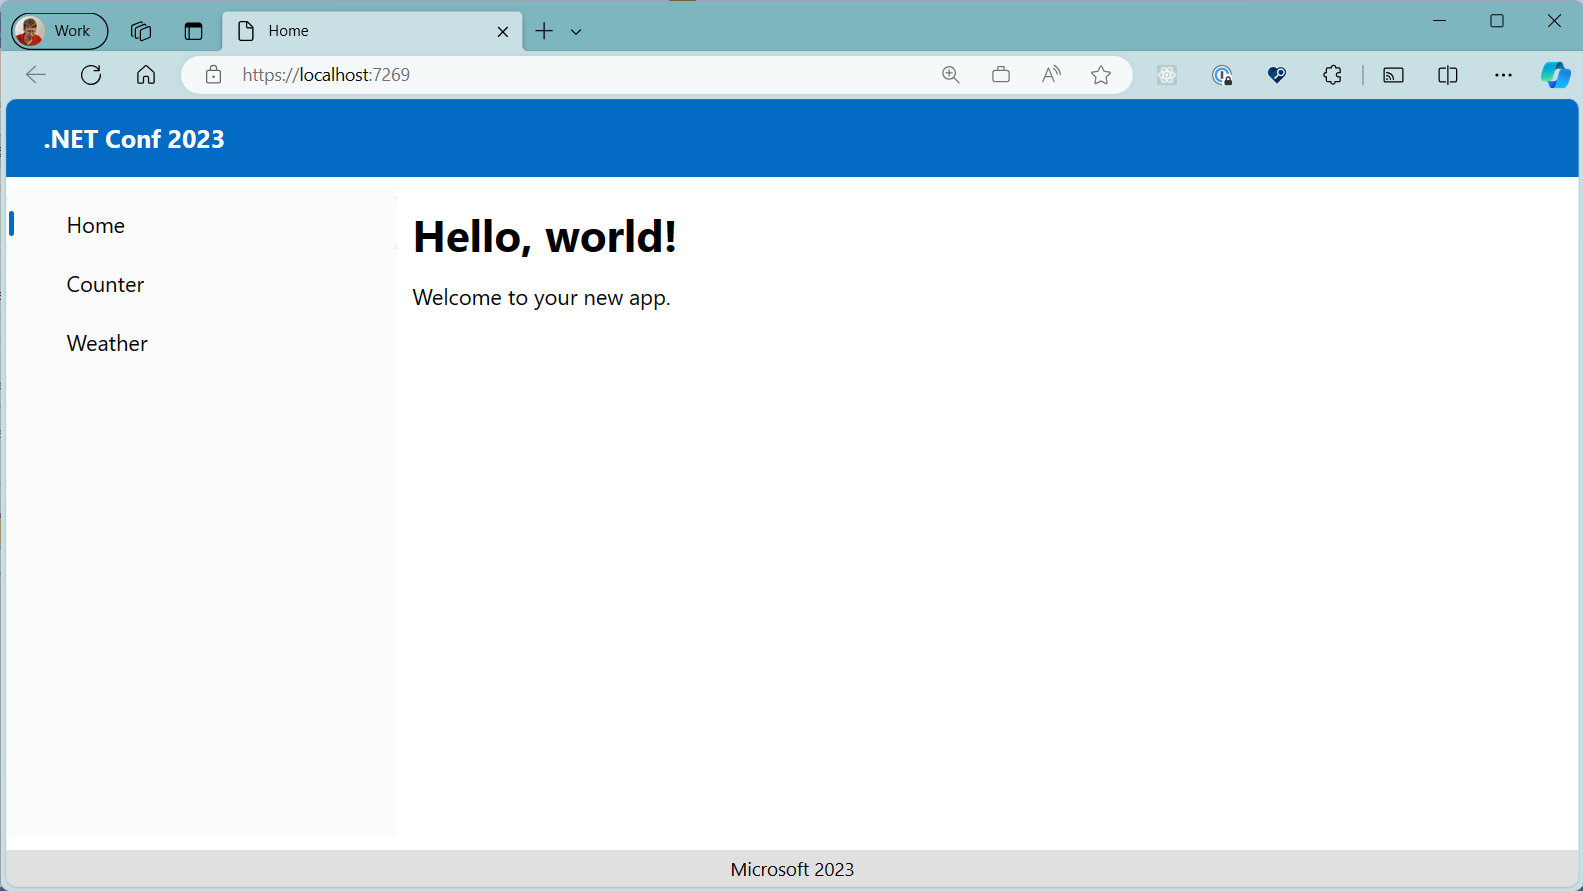 Work
Home
https://localhost:7269
.NET Conf 2023
Home
Counter
Weather
Hello, world!
Welcome to your new app.
Microsoft 2023